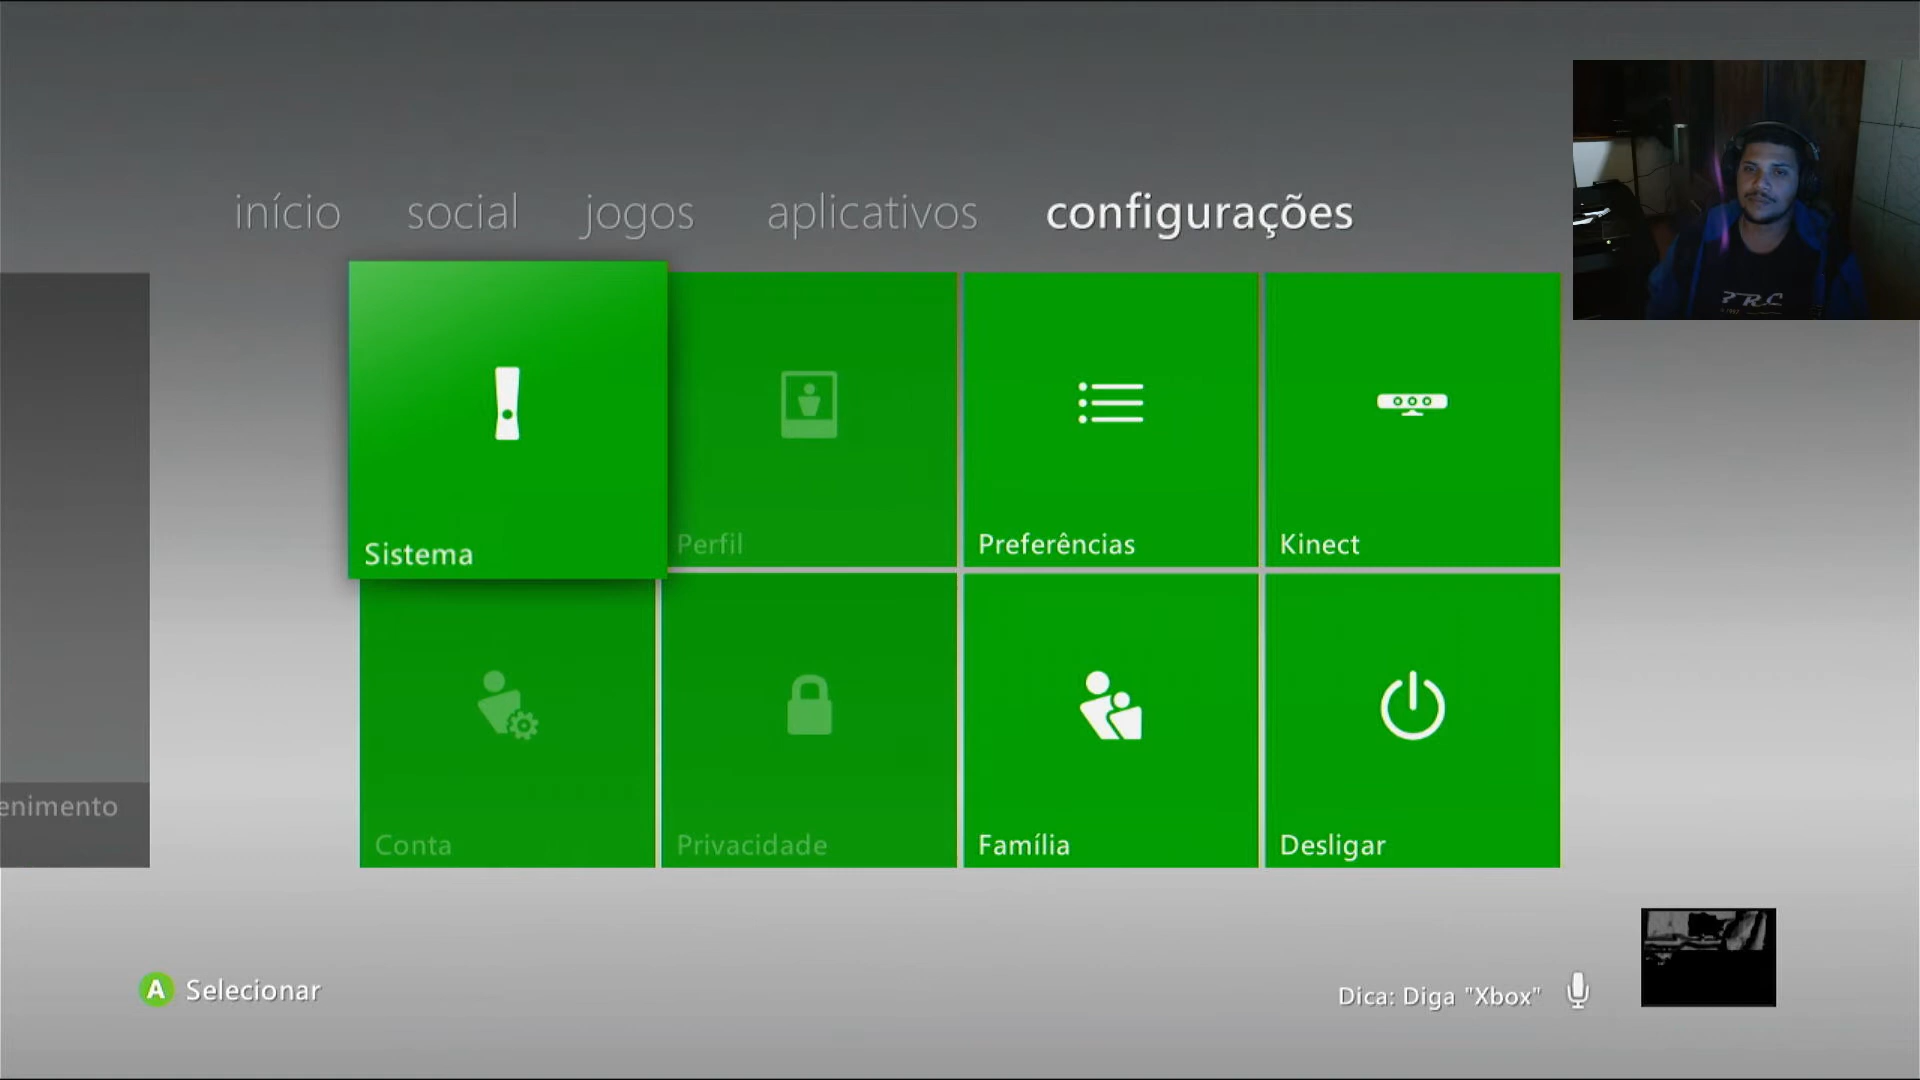 início social jogos aplicativos configurações
Sistema
Perfil
Preferências
Kinect
enimento
Conta
Privacidade
Família
Desligar
A Selecionar
Dica: Diga "Xbox"